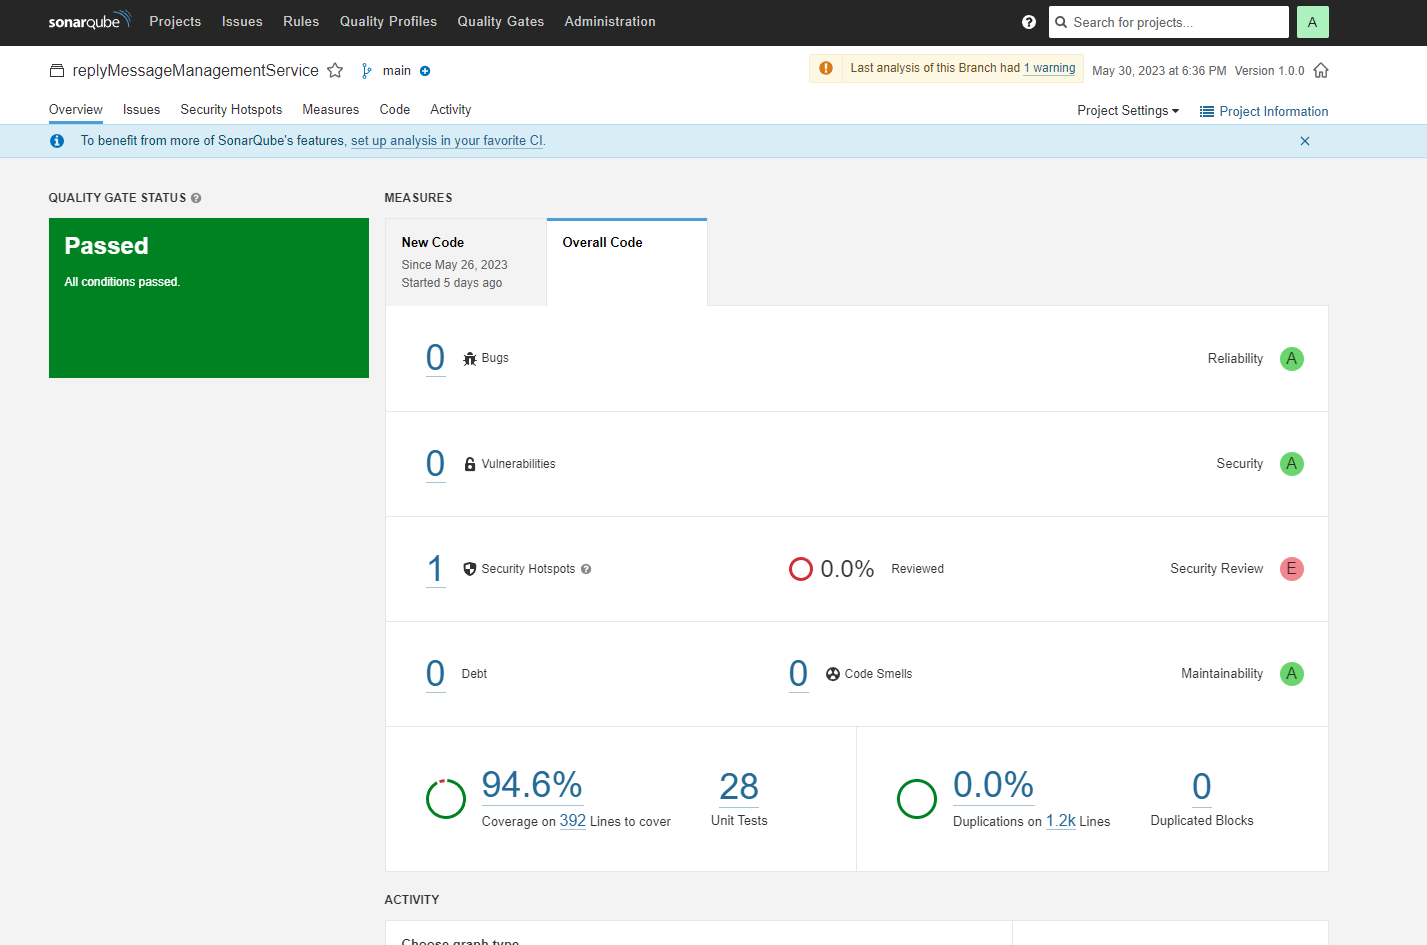 sonarqube Projects Issues Rules Quality Profiles Quality Gates Administration ? Search for projects... A
replyMessageManagementService main Last analysis of this Branch had 1 warning May 30, 2023 at 6:36 PM Version 1.0.0
Overview Issues Security Hotspots Measures Code Activity Project Settings Project Information
To benefit from more of SonarQube's features, set up analysis in your favorite CI.
QUALITY GATE STATUS ?
Passed
All conditions passed.
MEASURES
New Code
Since May 26, 2023
Started 5 days ago
Overall Code
0 Bugs Reliability A
0 Vulnerabilities Security A
1 Security Hotspots ? 0.0% Reviewed Security Review E
0 Debt 0 Code Smells Maintainability A
94.6%
Coverage on 392 Lines to cover
28
Unit Tests
0.0%
Duplications on 1.2k Lines
0
Duplicated Blocks
ACTIVITY
Choose graph type